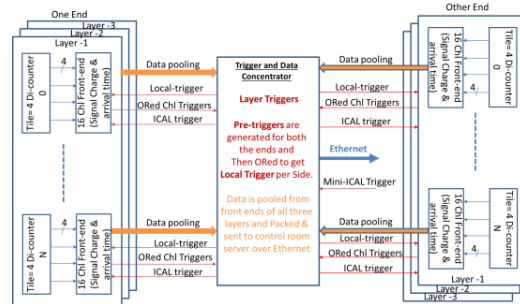 One End
Layer -3
Layer -2
Layer -1
Tile= 4 Di-counter
0
4
16 Chl Front-end
(Signal Charge &
arrival time)
Data pooling
Local-trigger
ORed Chl Triggers
ICAL trigger
Tile= 4 Di-counter
N
4
16 Chl Front-end
(Signal Charge &
arrival time)
Data pooling
Local-trigger
ORed Chl Triggers
ICAL trigger
Trigger and Data
Concentrator
Layer Triggers
Pre-triggers are
generated for both
the ends and
Then ORed to get
Local Trigger per Side.
Data is pooled from
front ends of all three
layers and Packed &
sent to control room
server over Ethernet
Other End
Data pooling
Local-trigger
ORed Chl Triggers
ICAL trigger
Ethernet
Mini-ICAL Trigger
Data pooling
Local-trigger
ORed Chl Triggers
ICAL trigger
16 Chl Front-end
(Signal Charge &
arrival time)
4
Tile= 4 Di-counter
0
16 Chl Front-end
(Signal Charge &
arrival time)
4
Tile= 4 Di-counter
N
Layer -1
Layer -2
Layer -3